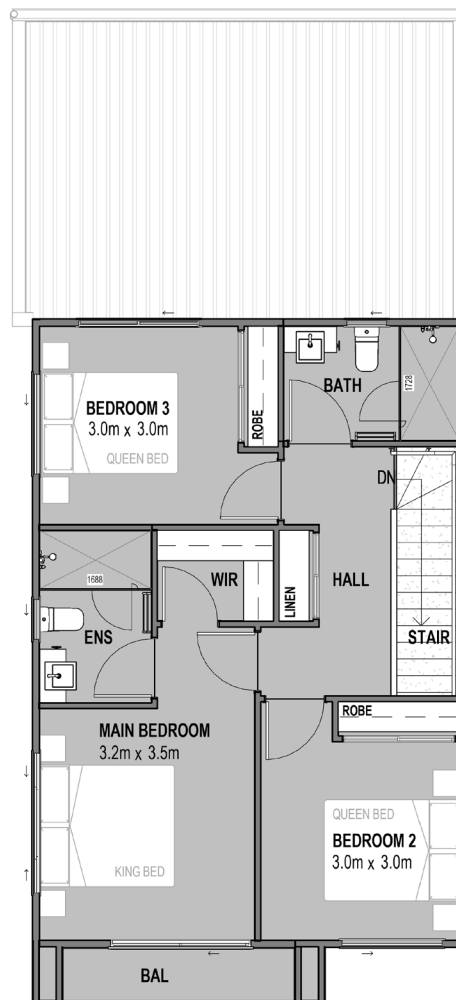 BATH
1728
BEDROOM 3
3.0m x 3.0m
QUEEN BED
ROBE
DN
WIR
1688
LINEN
HALL
ENS
STAIR
ROBE
MAIN BEDROOM
3.2m x 3.5m
QUEEN BED
BEDROOM 2
3.0m x 3.0m
KING BED
BAL